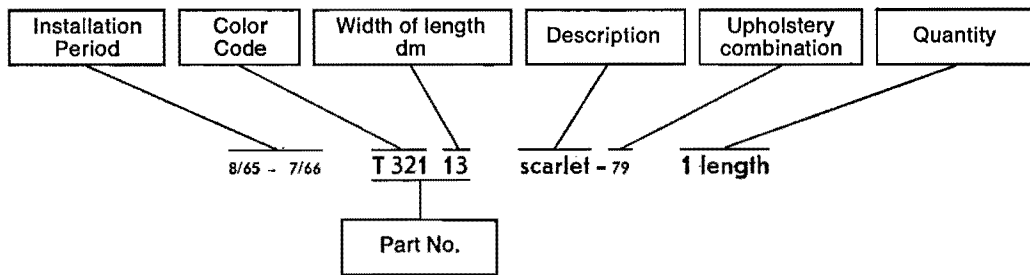 Installation Period
Color Code
Width of length dm
Description
Upholstery combination
Quantity
8/65 - 7/66 T 321 13 scarlet - 79 1 length
Part No.